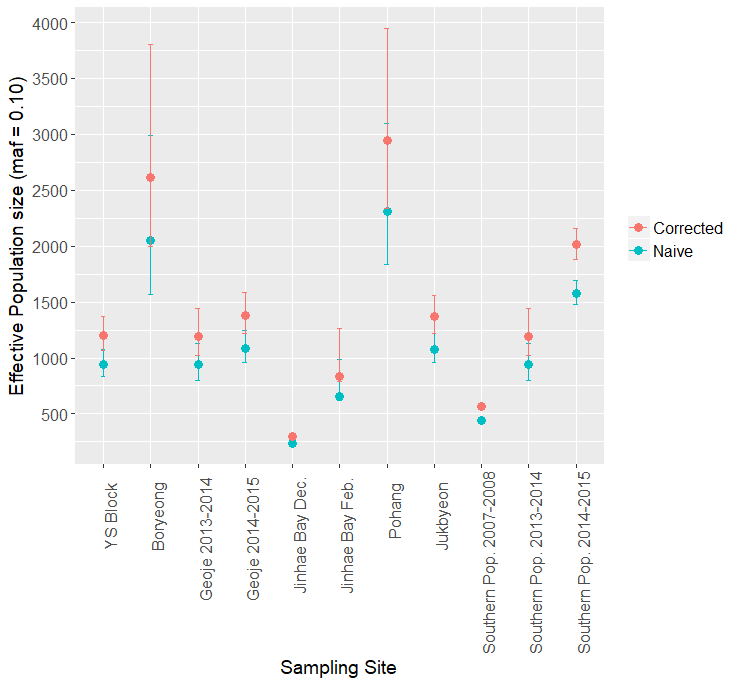 Effective Population size (maf = 0.10)
4000
3500
3000
2500
2000
1500
1000
500
YS Block
Boryeong
Geoje 2013-2014
Geoje 2014-2015
Jinhae Bay Dec.
Jinhae Bay Feb.
Pohang
Jukbyeon
Southern Pop. 2007-2008
Southern Pop. 2013-2014
Southern Pop. 2014-2015
Sampling Site
Corrected
Naive